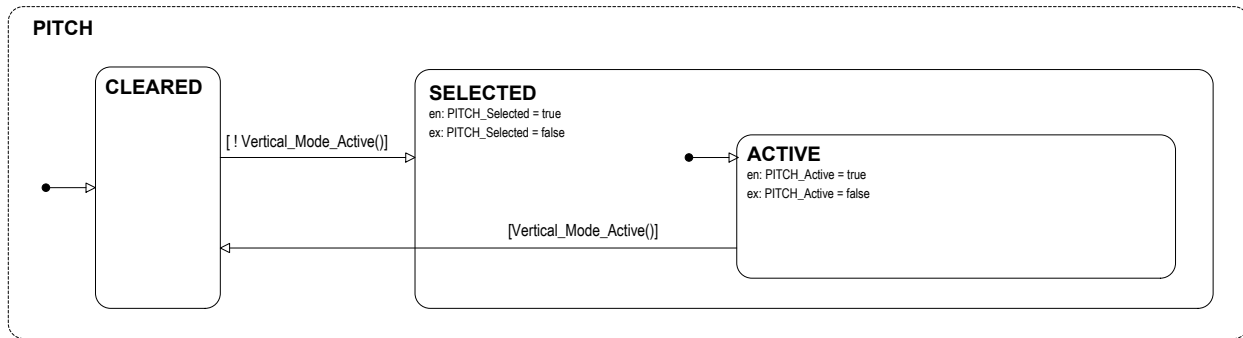 PITCH
CLEARED
[ ! Vertical_Mode_Active()]
SELECTED
en: PITCH_Selected = true
ex: PITCH_Selected = false
ACTIVE
en: PITCH_Active = true
ex: PITCH_Active = false
[Vertical_Mode_Active()]